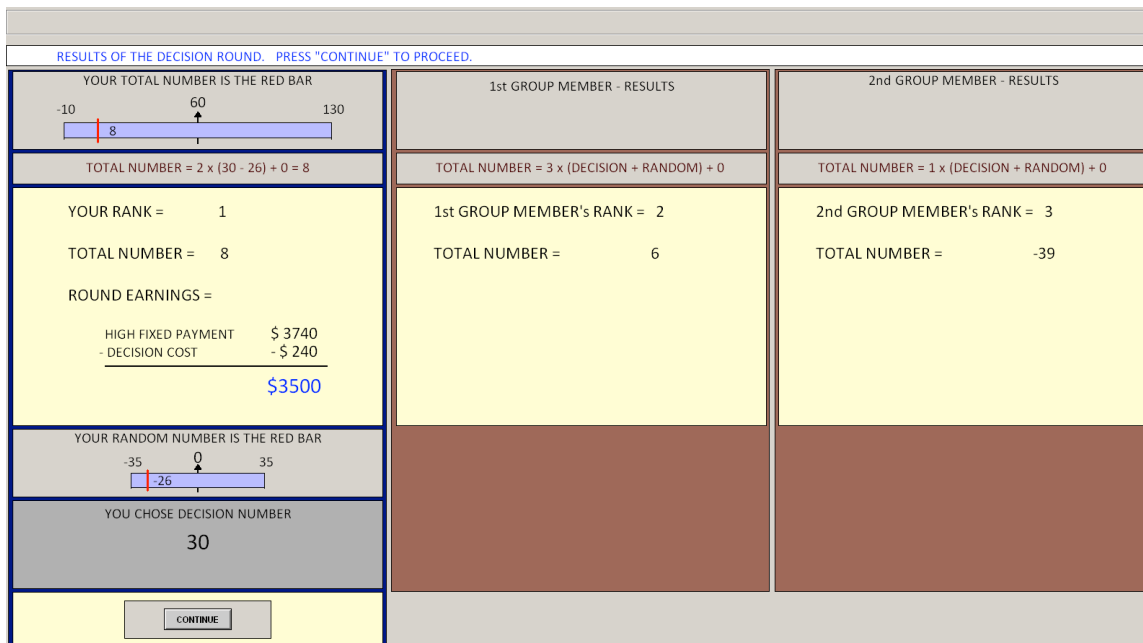 RESULTS OF THE DECISION ROUND. PRESS "CONTINUE" TO PROCEED.
YOUR TOTAL NUMBER IS THE RED BAR
-10 60 130
8
TOTAL NUMBER = 2 x (30 - 26) + 0 = 8
YOUR RANK = 1
TOTAL NUMBER = 8
ROUND EARNINGS =
HIGH FIXED PAYMENT $ 3740
- DECISION COST - $ 240
$3500
YOUR RANDOM NUMBER IS THE RED BAR
-35 0 35
-26
YOU CHOSE DECISION NUMBER
30
CONTINUE
1st GROUP MEMBER - RESULTS
TOTAL NUMBER = 3 x (DECISION + RANDOM) + 0
1st GROUP MEMBER's RANK = 2
TOTAL NUMBER = 6
2nd GROUP MEMBER - RESULTS
TOTAL NUMBER = 1 x (DECISION + RANDOM) + 0
2nd GROUP MEMBER's RANK = 3
TOTAL NUMBER = -39